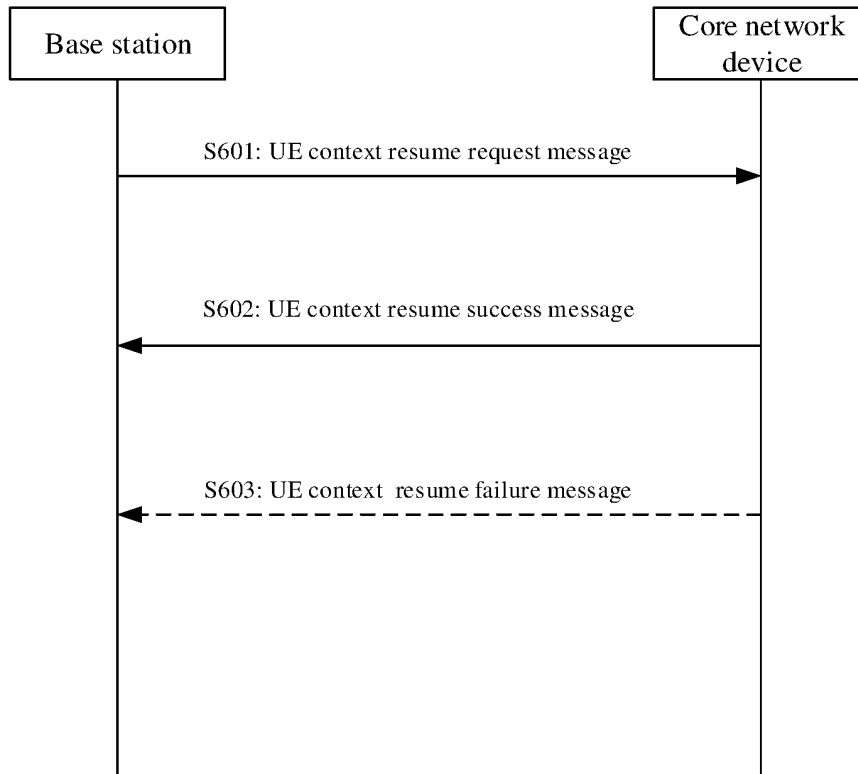 Base station
Core network
device
S601: UE context resume request message
S602: UE context resume success message
S603: UE context  resume failure message